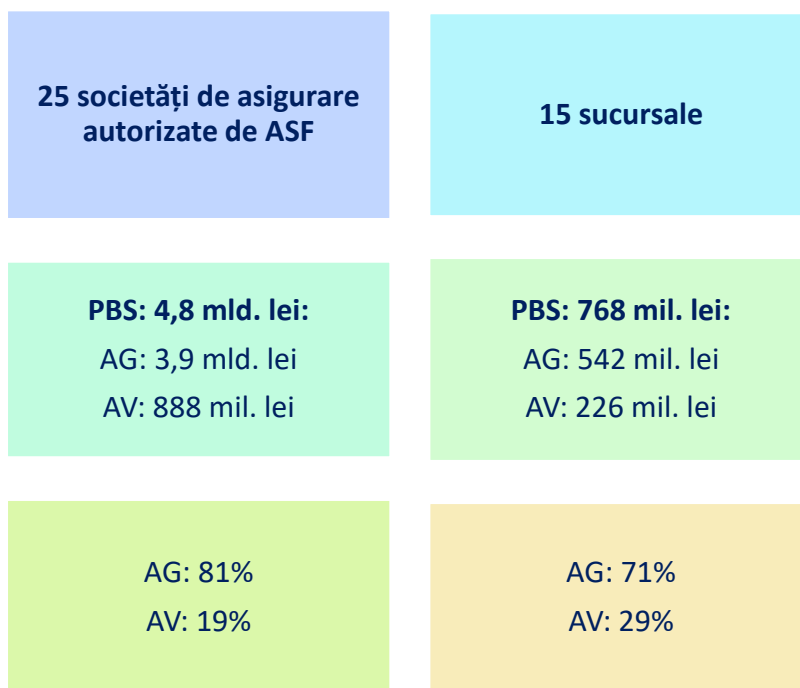 25 societăți de asigurare
autorizate de ASF
15 sucursale
PBS: 4,8 mld. lei:
AG: 3,9 mld. lei
AV: 888 mil. lei
PBS: 768 mil. lei:
AG: 542 mil. lei
AV: 226 mil. lei
AG: 81%
AV: 19%
AG: 71%
AV: 29%